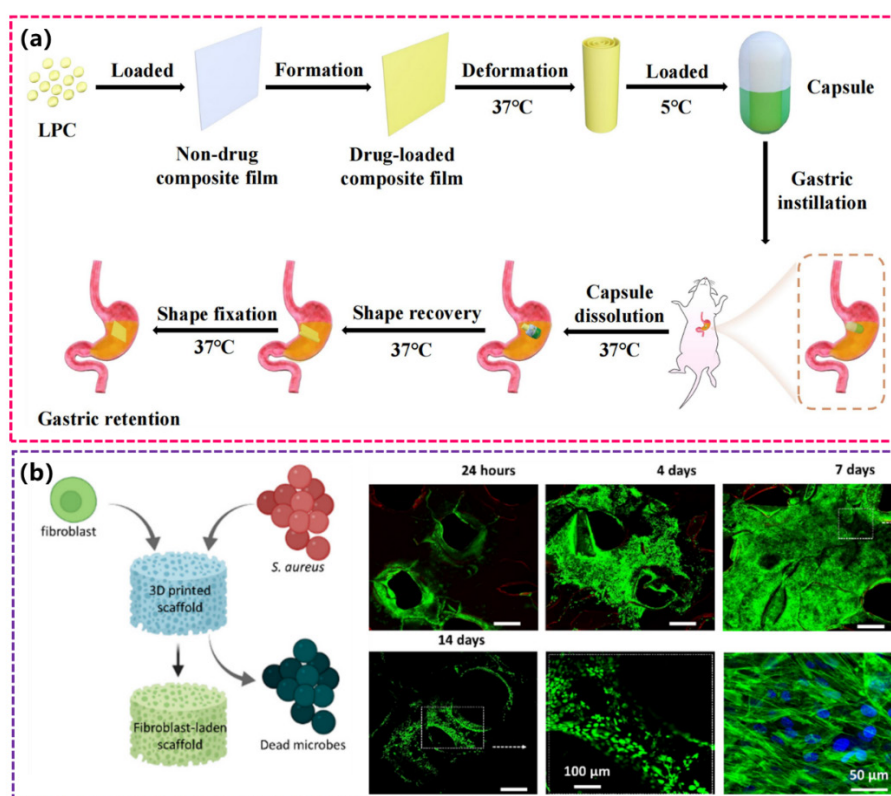 (a)
Loaded
Formation
Deformation
37°C
Loaded
5°C
Capsule
LPC
Non-drug
composite film
Drug-loaded
composite film
Gastric
instillation
Shape fixation
37°C
Shape recovery
37°C
Capsule
dissolution
37°C
Gastric retention
(b)
fibroblast
S. aureus
3D printed
scaffold
Fibroblast-laden
scaffold
Dead microbes
24 hours
4 days
7 days
14 days
100 µm
50 µm